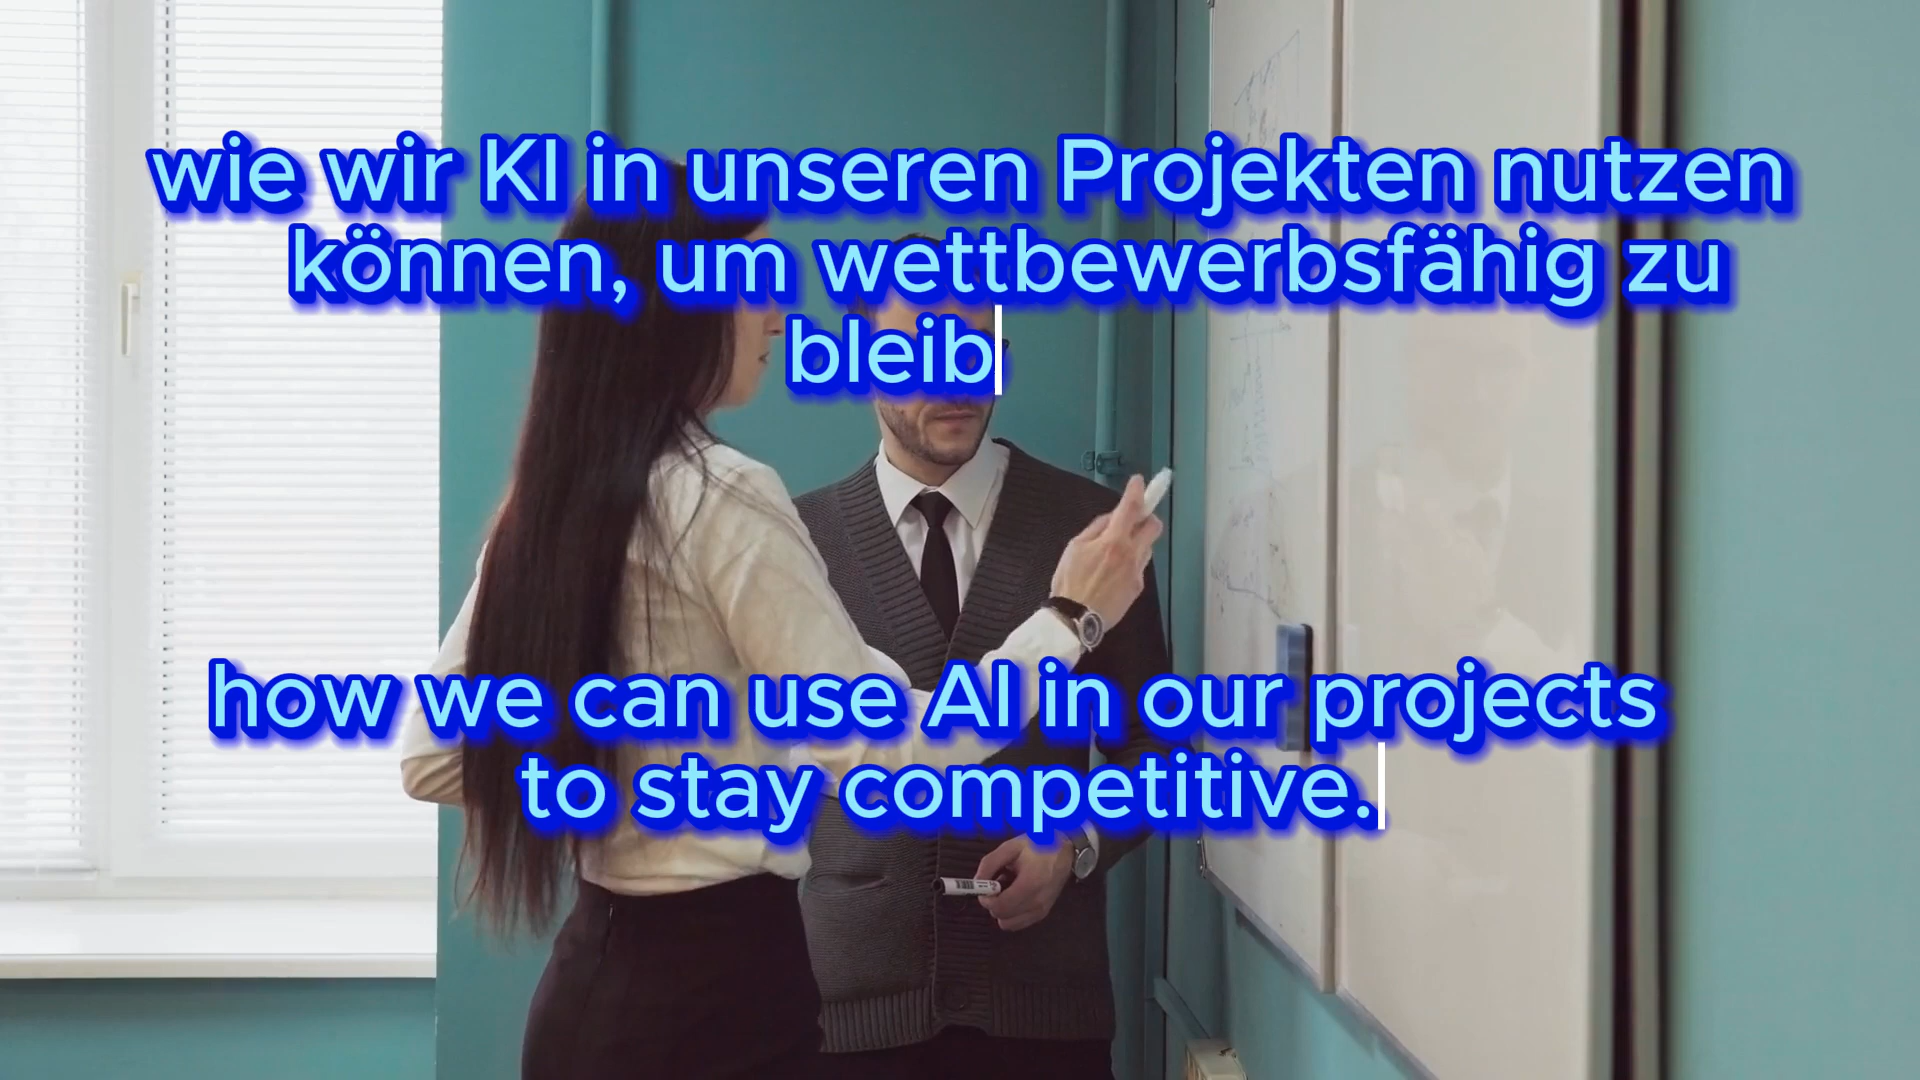 wie wir KI in unseren Projekten nutzen
können, um wettbewerbsfähig zu
bleib
how we can use AI in our projects
to stay competitive.